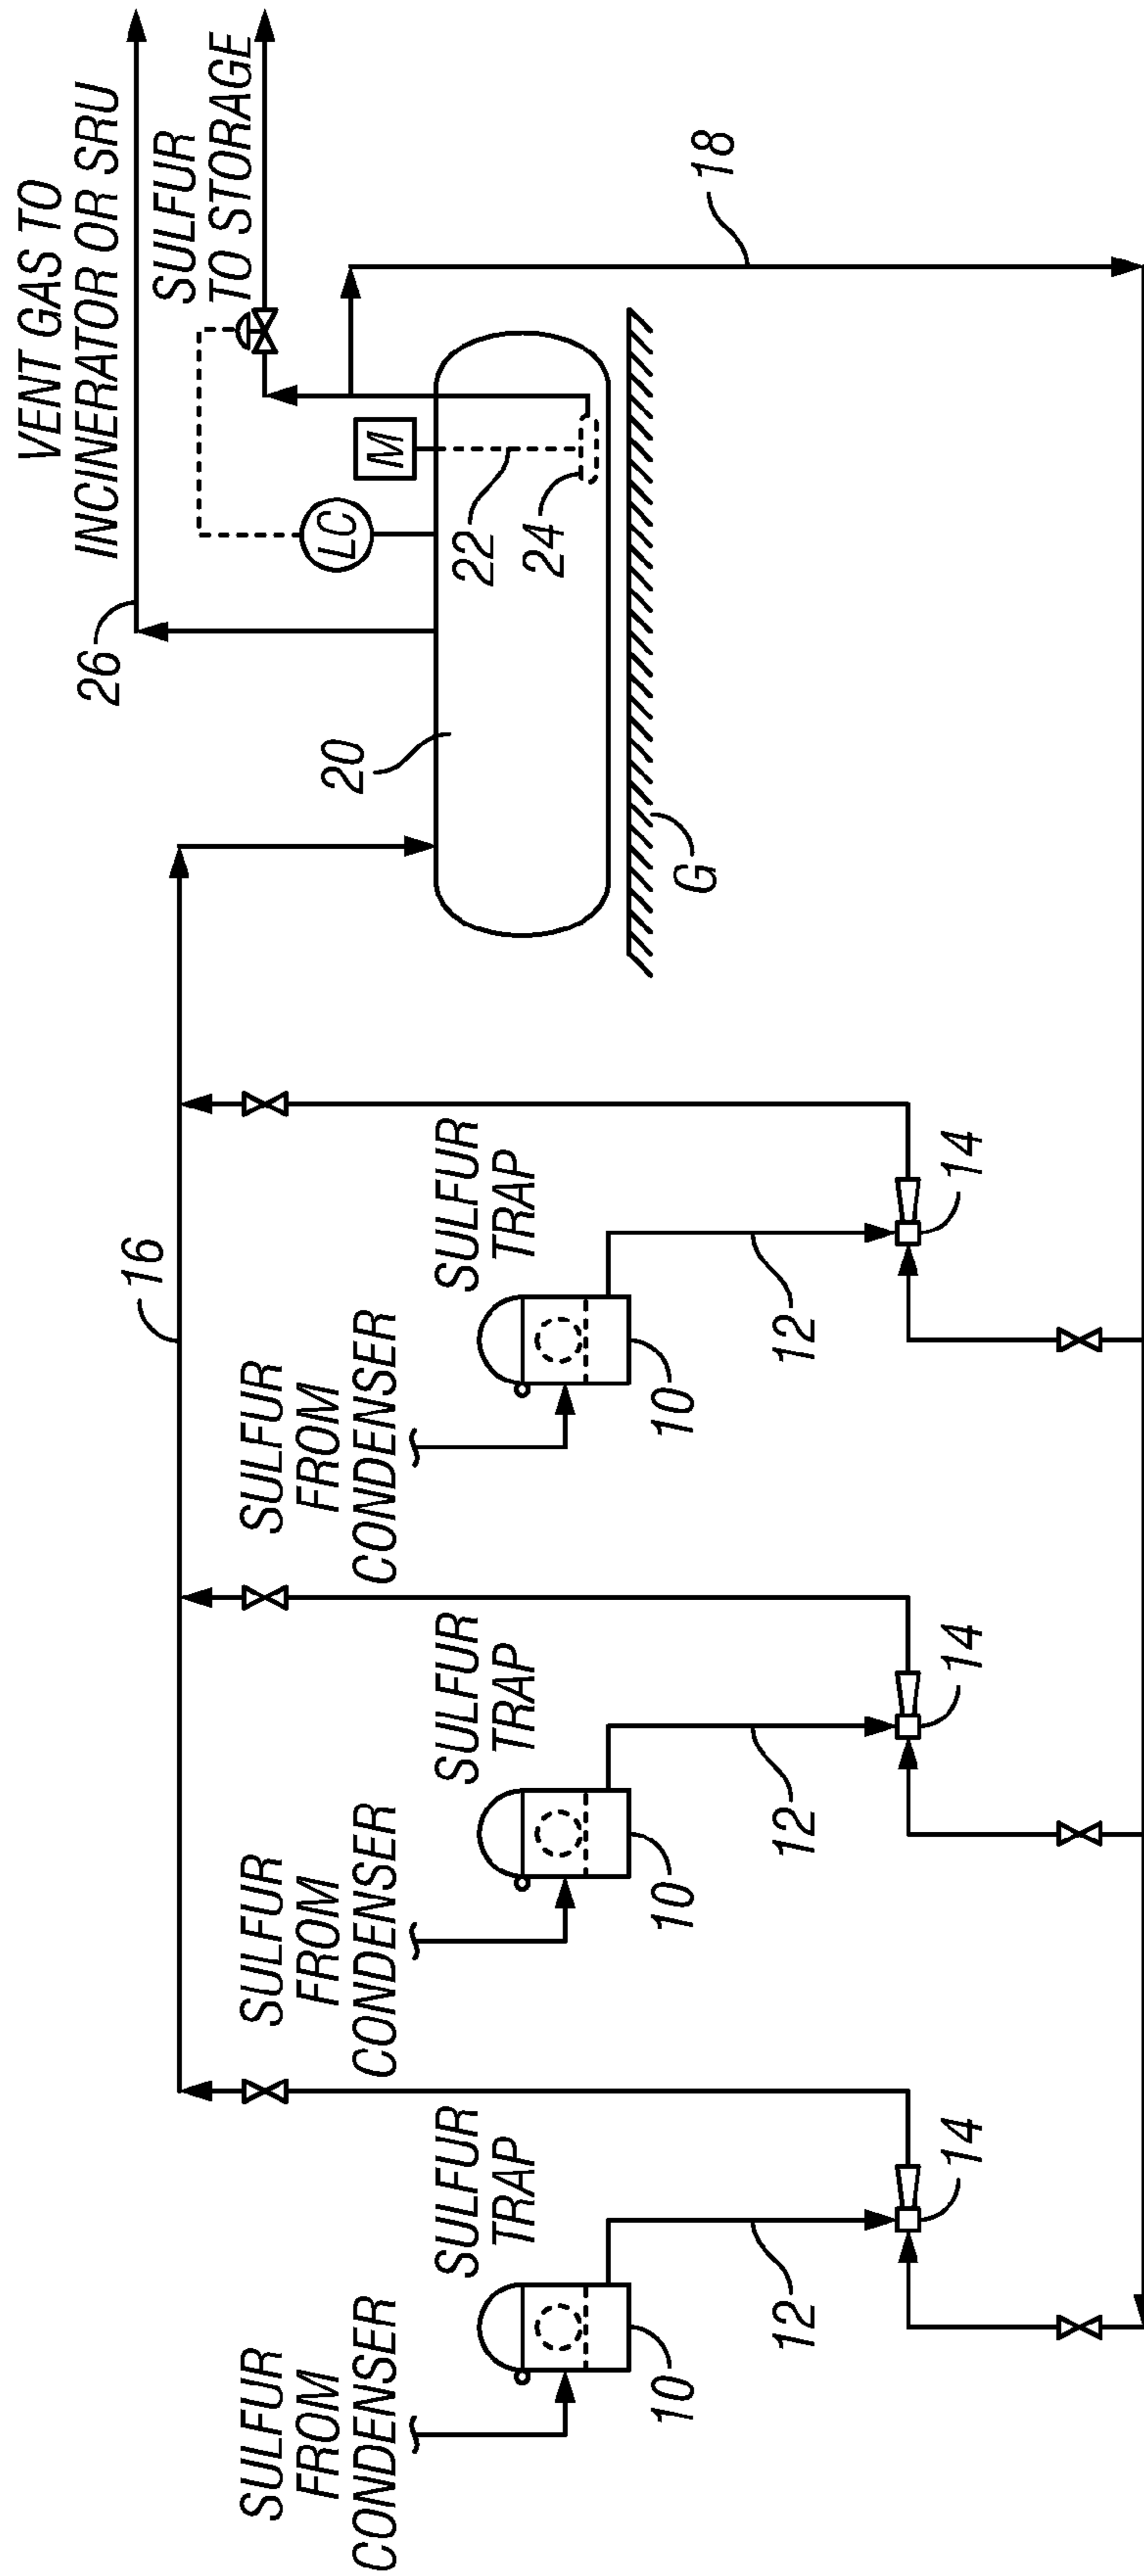 VENT GAS TO
INCINERATOR OR SRU
SULFUR
TO STORAGE
26
16
LC
M
20
22
24
18
G
SULFUR
FROM
CONDENSER
SULFUR
TRAP
10
12
14
SULFUR
FROM
CONDENSER
SULFUR
TRAP
10
12
14
SULFUR
FROM
CONDENSER
SULFUR
TRAP
10
12
14